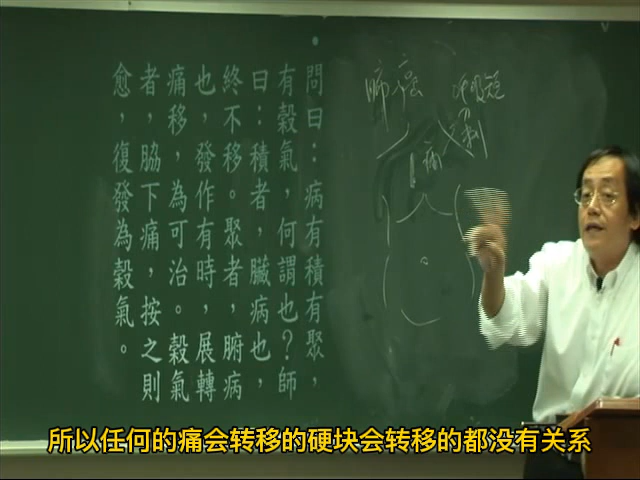 問曰：病有積有聚，
有穀氣，何謂也？師
曰：積者，臟病也，
終不移。聚者，腑病
也，發作有時，展轉
痛移，為可治。穀氣
者，脇下痛，按之則
愈，復發為穀氣。
肺癌
痛
所以任何的痛会转移的硬块会转移的都没有关系